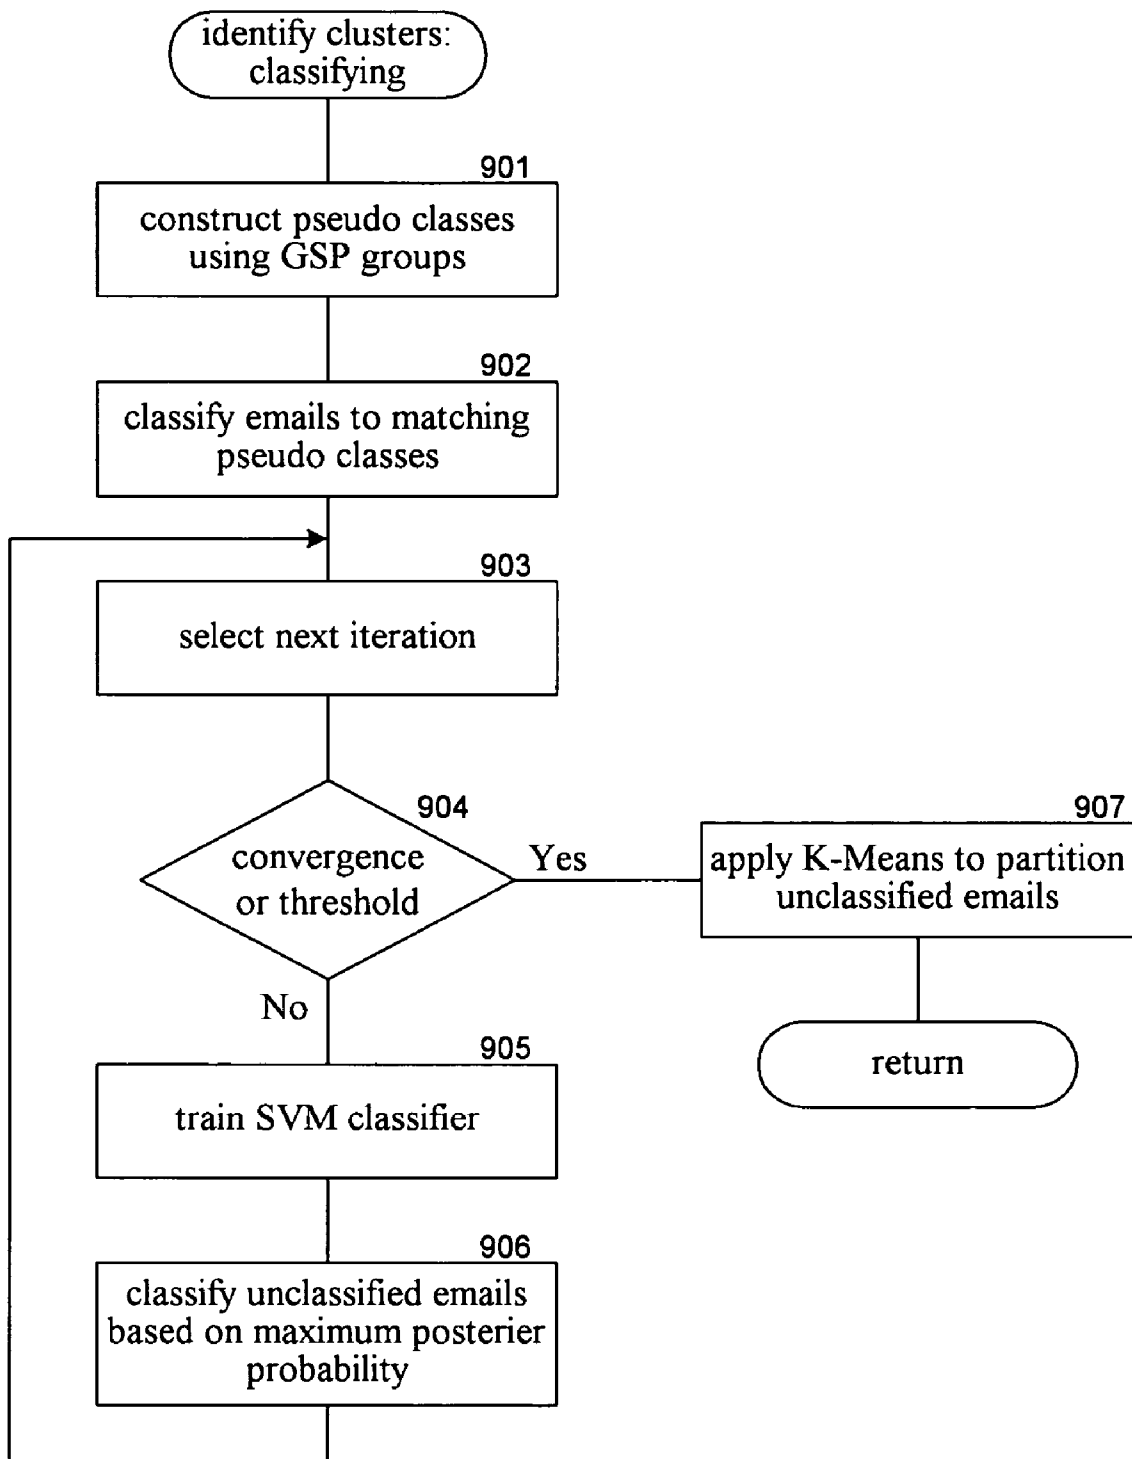 identify clusters:
classifying
901
construct pseudo classes
using GSP groups
902
classify emails to matching
pseudo classes
903
select next iteration
904
convergence
or threshold
Yes
907
apply K-Means to partition
unclassified emails
No
return
905
train SVM classifier
906
classify unclassified emails
based on maximum posterier
probability